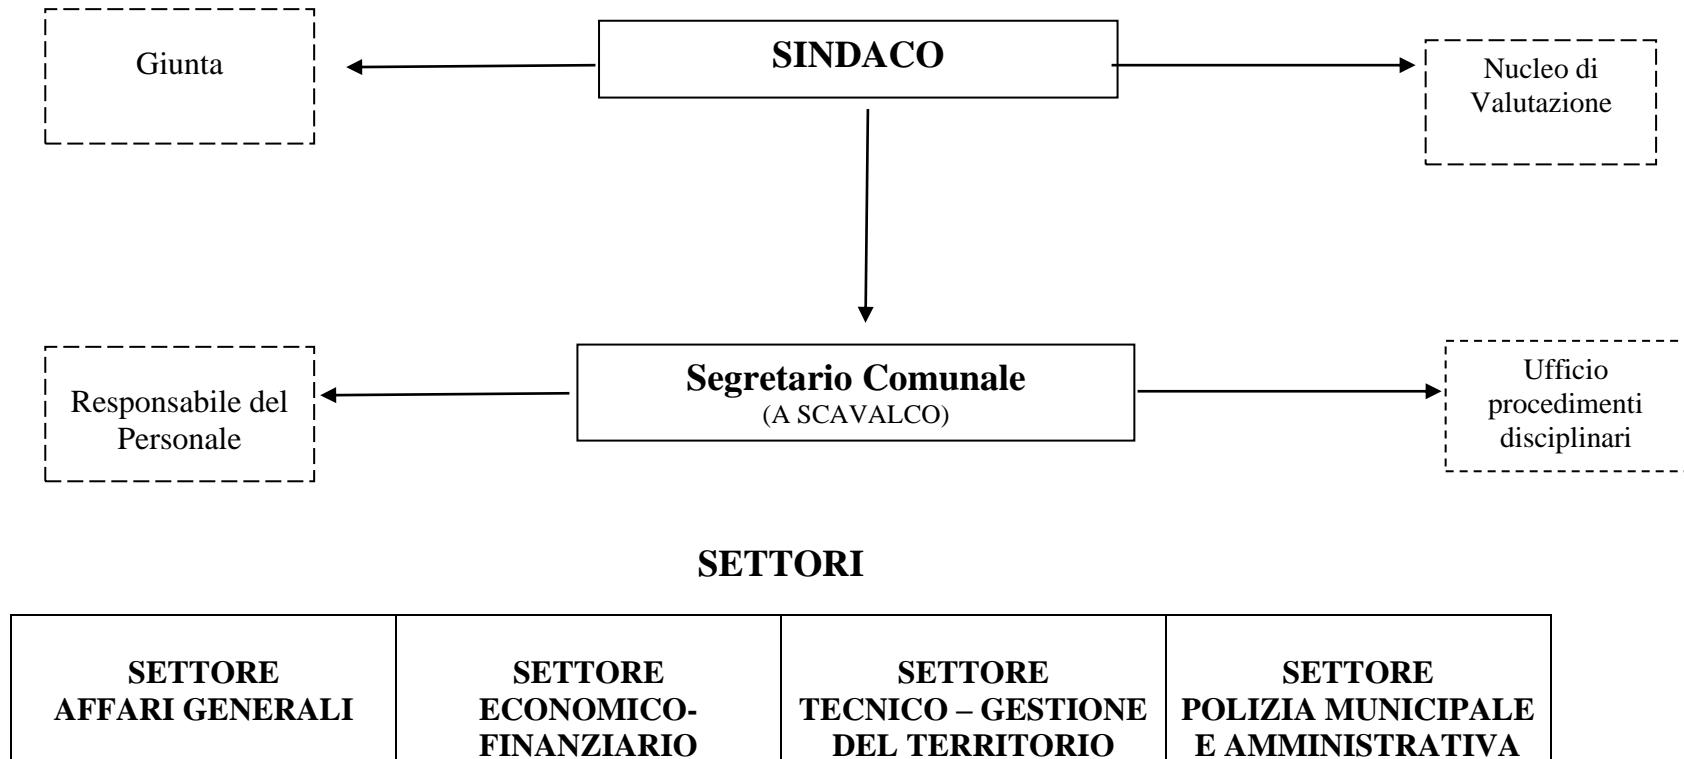 Giunta
SINDACO
Nucleo di
Valutazione
Responsabile del
Personale
Segretario Comunale
(A SCAVALCO)
Ufficio
procedimenti
disciplinari
SETTORI
SETTORE
AFFARI GENERALI
SETTORE
ECONOMICO-
FINANZIARIO
SETTORE
TECNICO – GESTIONE
DEL TERRITORIO
SETTORE
POLIZIA MUNICIPALE
E AMMINISTRATIVA